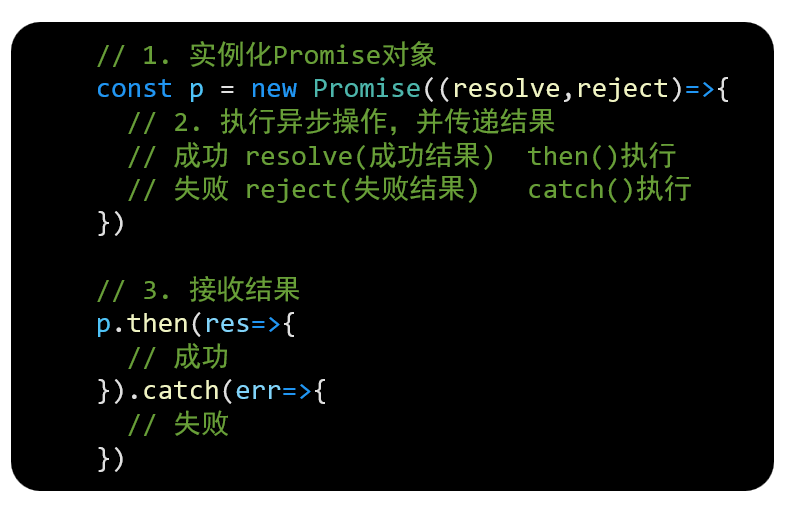 // 1. 实例化Promise对象
const p = new Promise((resolve,reject)=>{
  // 2. 执行异步操作，并传递结果
  // 成功 resolve(成功结果)  then()执行
  // 失败 reject(失败结果)   catch()执行
})

// 3. 接收结果
p.then(res=>{
  // 成功
}).catch(err=>{
  // 失败
})